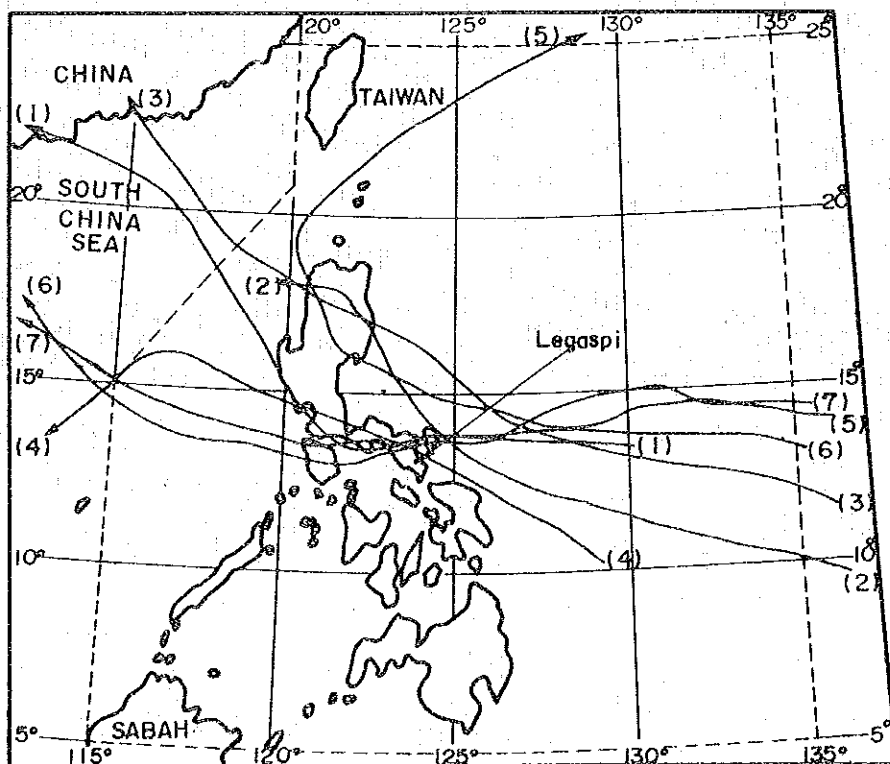 120° 125° 130° 135°
(5) 25°
CHINA
(3)
TAIWAN
(1)
20° SOUTH 20°
CHINA
SEA
(6) (2)
Legaspi
(7)
15° 15°
(7)
(5)
(4) (1) (6)
(3)
10° (4) 10°
(2)
SABAH
5° 5°
115° 120° 125° 130° 135°